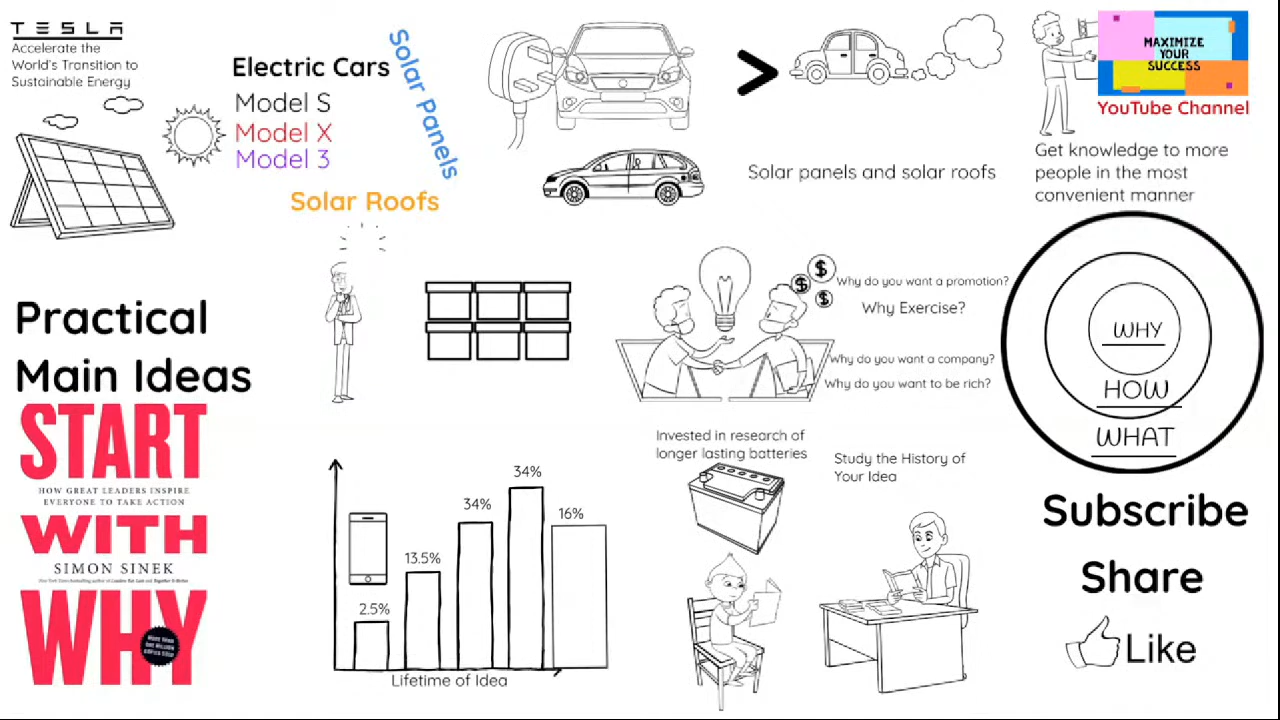 TESLA
Accelerate the
World's Transition to
Sustainable Energy
Electric Cars
Model S
Model X
Model 3
Solar Panels
Solar Roofs
Solar panels and solar roofs
MAXIMIZE
YOUR
SUCCESS
YouTube Channel
Get knowledge to more
people in the most
convenient manner
Practical
Main Ideas
START
HOW GREAT LEADERS INSPIRE
EVERYONE TO TAKE ACTION
WITH
SIMON SINEK
WHY
$
$
$
Why do you want a promotion?
Why Exercise?
Why do you want a company?
Why do you want to be rich?
WHY
HOW
WHAT
Invested in research of
longer lasting batteries
Study the History of
Your Idea
2.5%
13.5%
34%
34%
16%
Lifetime of Idea
Subscribe
Share
Like